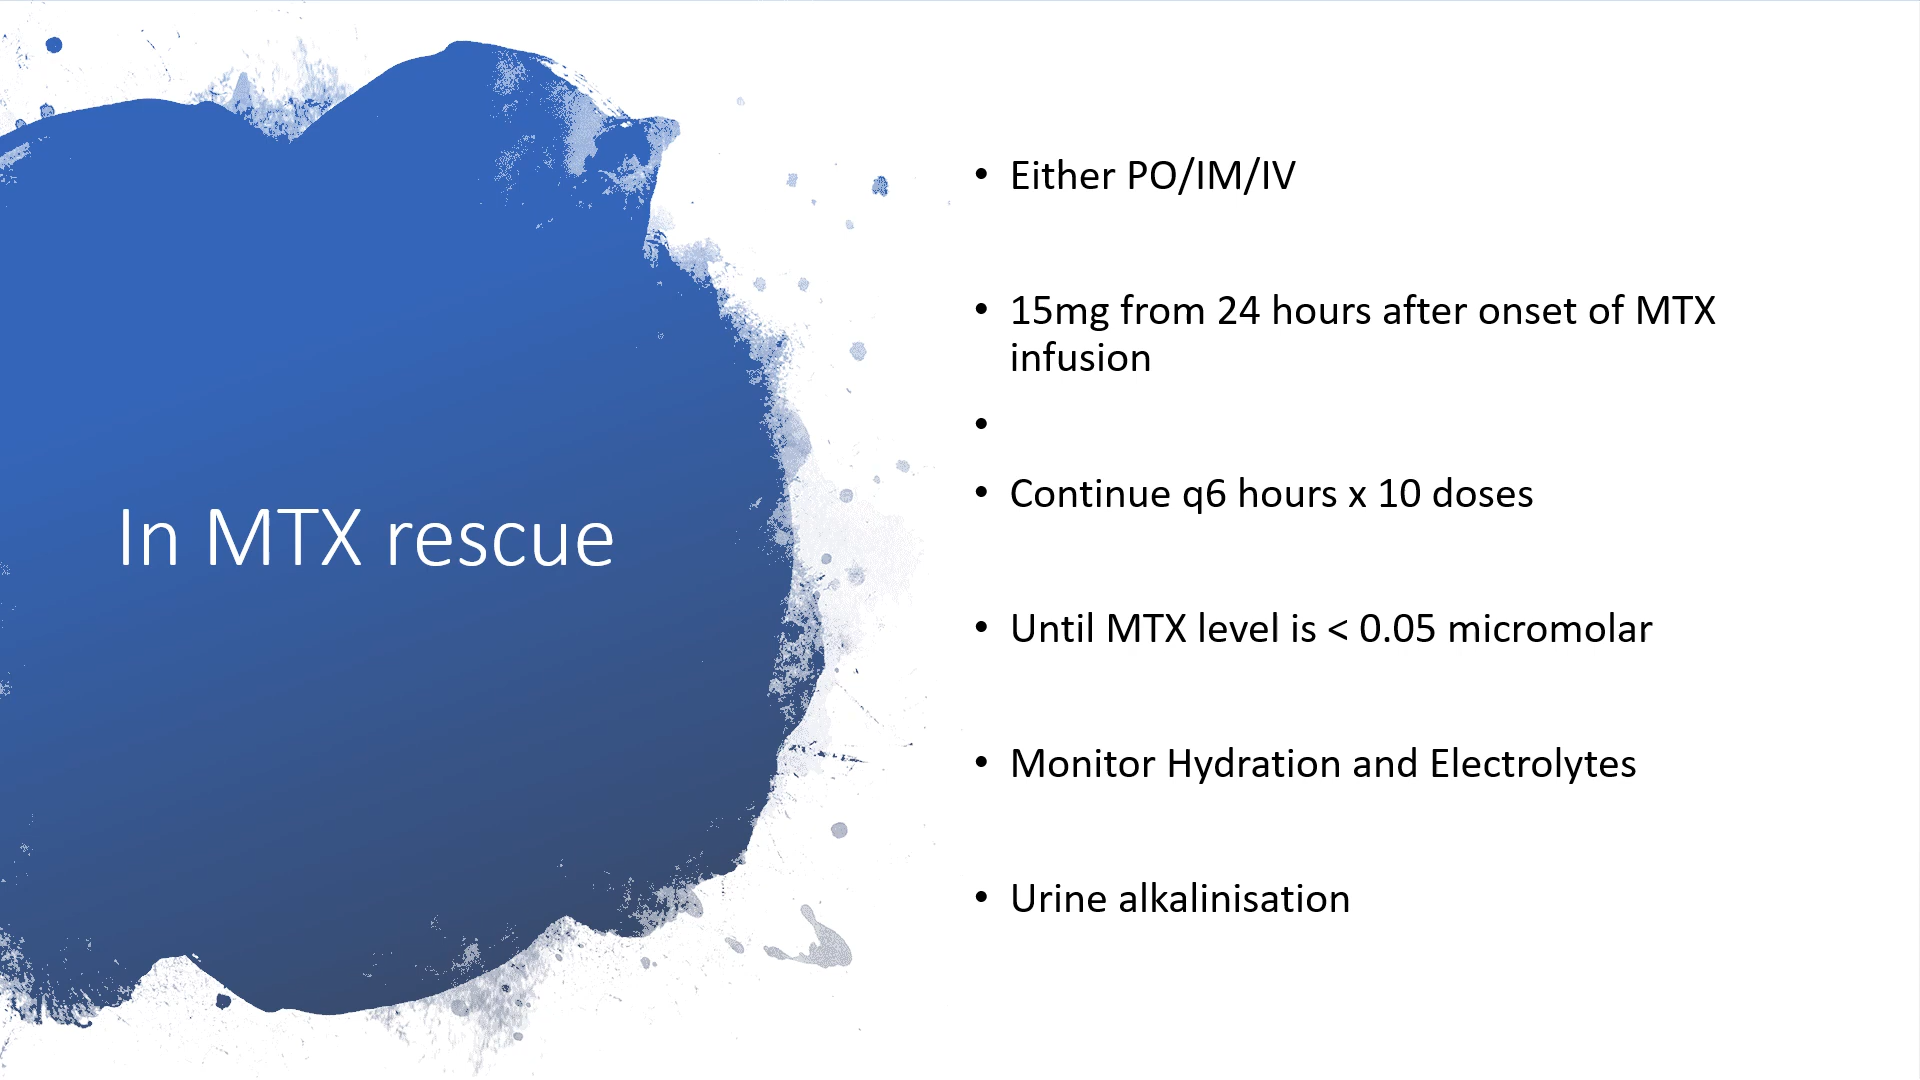 In MTX rescue
• Either PO/IM/IV
• 15mg from 24 hours after onset of MTX
infusion
•
• Continue q6 hours x 10 doses
• Until MTX level is < 0.05 micromolar
• Monitor Hydration and Electrolytes
• Urine alkalinisation